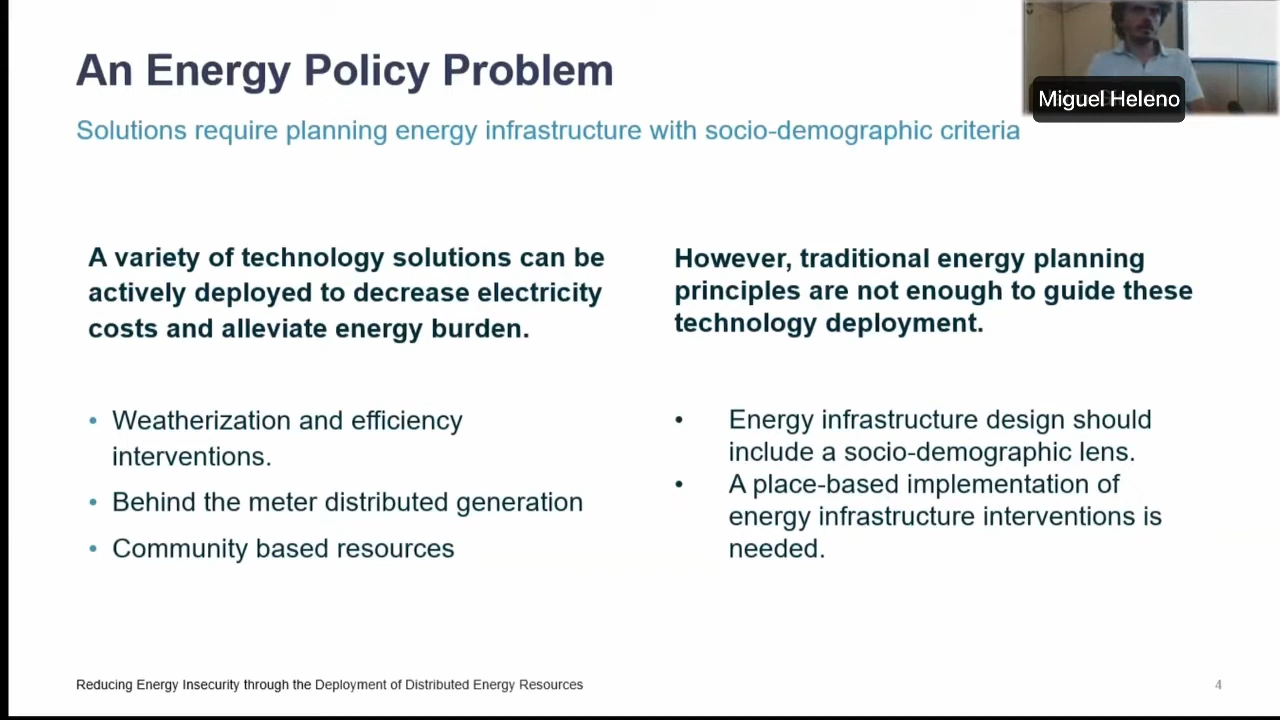 An Energy Policy Problem
Solutions require planning energy infrastructure with socio-demographic criteria
Miguel Heleno
A variety of technology solutions can be
actively deployed to decrease electricity
costs and alleviate energy burden.
• Weatherization and efficiency
interventions.
• Behind the meter distributed generation
• Community based resources
However, traditional energy planning
principles are not enough to guide these
technology deployment.
• Energy infrastructure design should
include a socio-demographic lens.
• A place-based implementation of
energy infrastructure interventions is
needed.
Reducing Energy Insecurity through the Deployment of Distributed Energy Resources
4